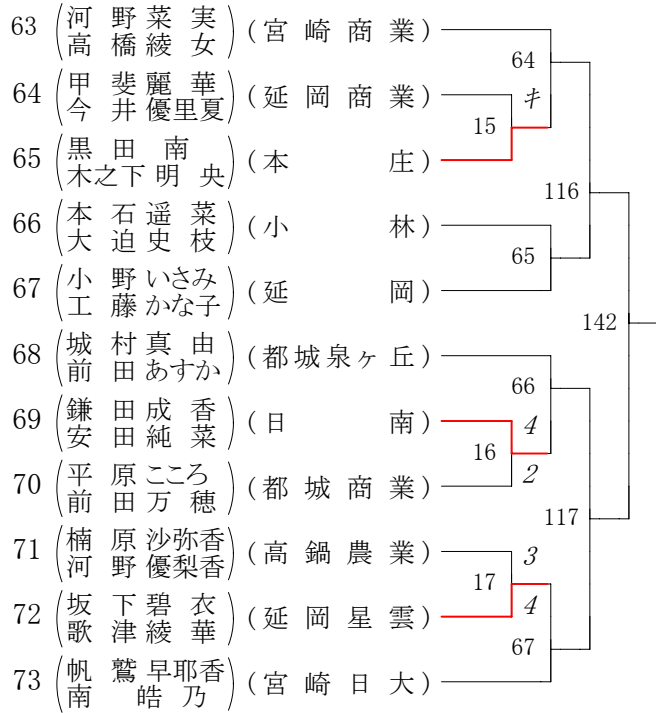 63 (河野菜実 高橋綾女) (宮崎商業)
64
64 (甲斐麗華 今井優里夏) (延岡商業)
キ
15
65 (黒田南 木之下明央) (本庄)
116
66 (本石遥菜 大迫史枝) (小林)
65
67 (小野いさみ 工藤かな子) (延岡)
142
68 (城村真由 前田あすか) (都城泉ヶ丘)
66
69 (鎌田成香 安田純菜) (日南)
4
16
2
70 (平原こころ 前田万穂) (都城商業)
117
71 (楠原沙弥香 河野優梨香) (高鍋農業)
3
17
4
72 (坂下碧衣 歌津綾華) (延岡星雲)
67
73 (帆鷲早耶香 南皓乃) (宮崎日大)